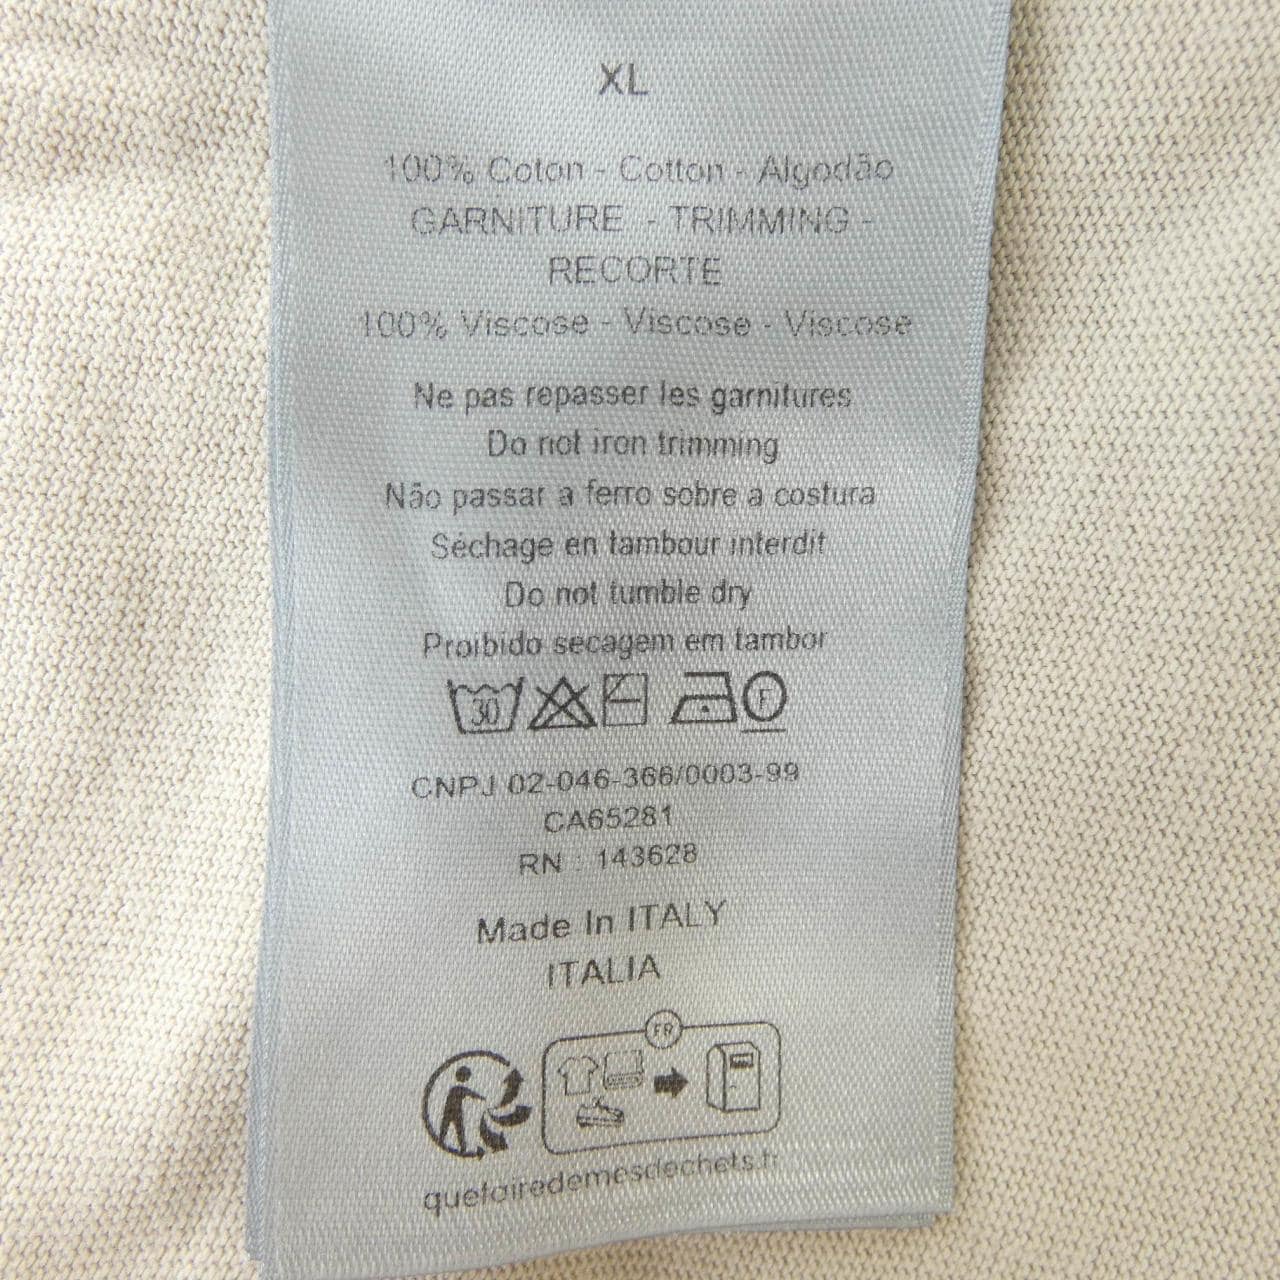 XL
100% Coton - Cotton - Algodão
GARNITURE - TRIMMING -
RECORTE
100% Viscose - Viscose - Viscose
Ne pas repasser les garnitures
Do not iron trimming
Não passar a ferro sobre a costura
Séchage en tambour interdit
Do not tumble dry
Proibido secagem em tambor
30 F
CNPJ 02-046-366/0003-99
CA65281
RN : 143628
Made In ITALY
ITALIA
FR
quefairedemesdechets.fr